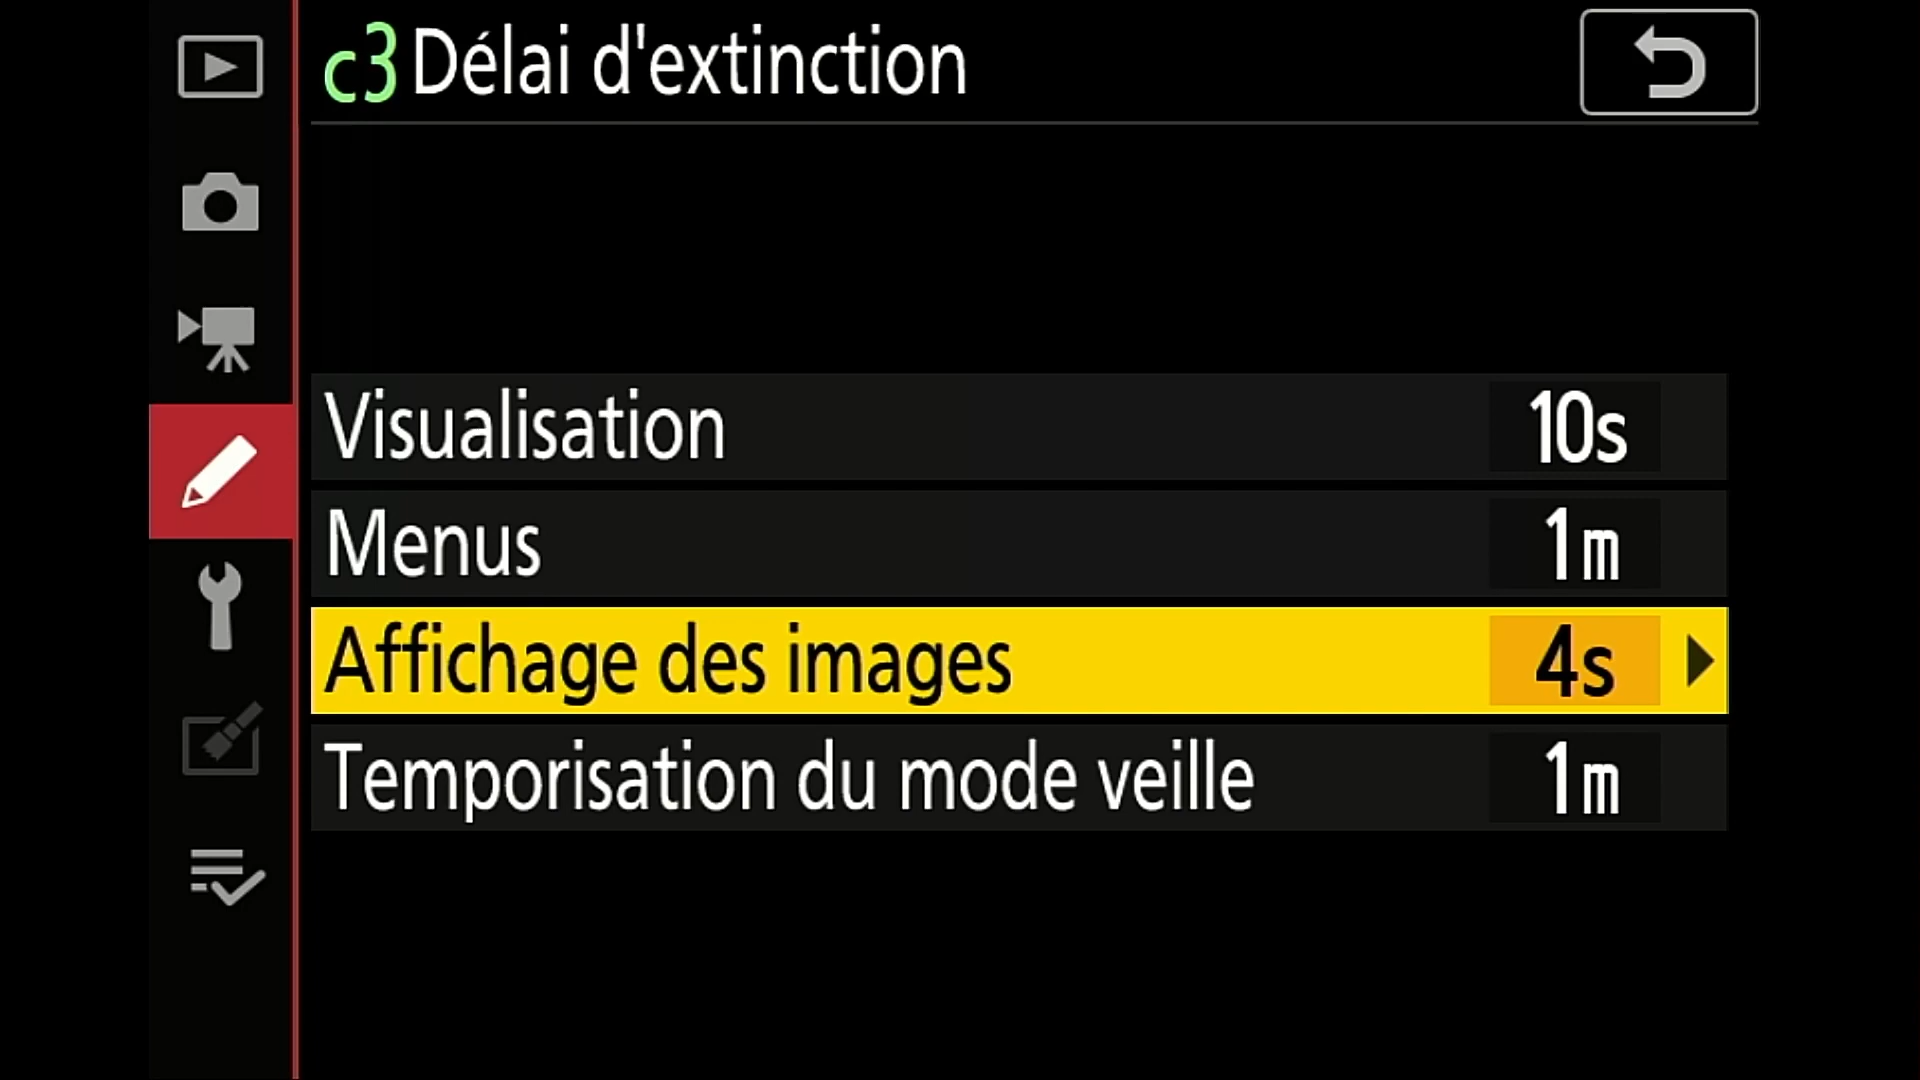 c3 Délai d'extinction
Visualisation 10s
Menus 1m
Affichage des images 4s
Temporisation du mode veille 1m